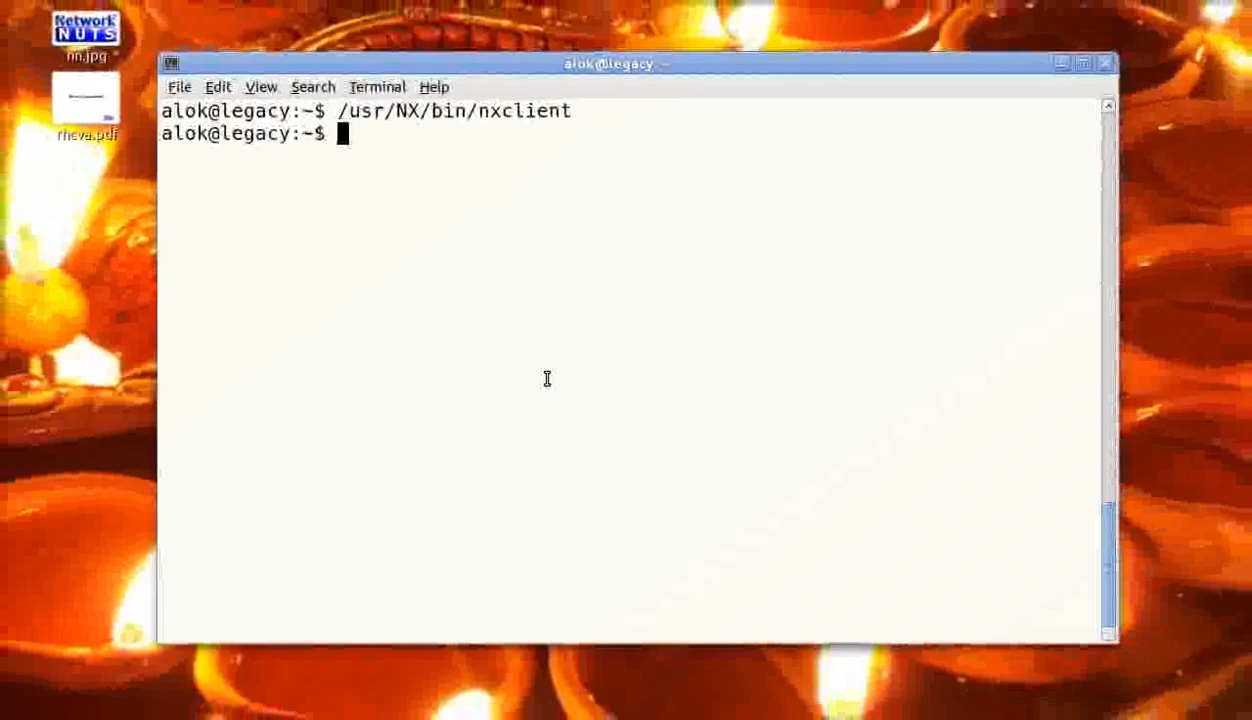 Network
NUTS
nn.jpg
rheva.pdf
alok@legacy: ~
File Edit View Search Terminal Help
alok@legacy:~$ /usr/NX/bin/nxclient
alok@legacy:~$